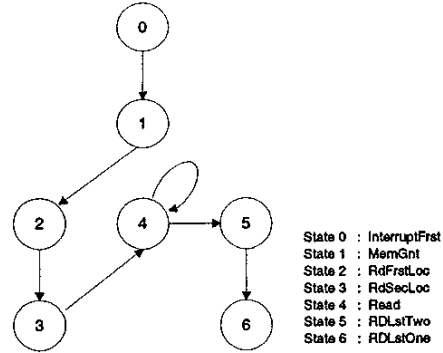 0
1
2
4
5
3
6
State 0 : InterruptFrst
State 1 : MemGnt
State 2 : RdFrstLoc
State 3 : RdSecLoc
State 4 : Read
State 5 : RDLstTwo
State 6 : RDLstOne